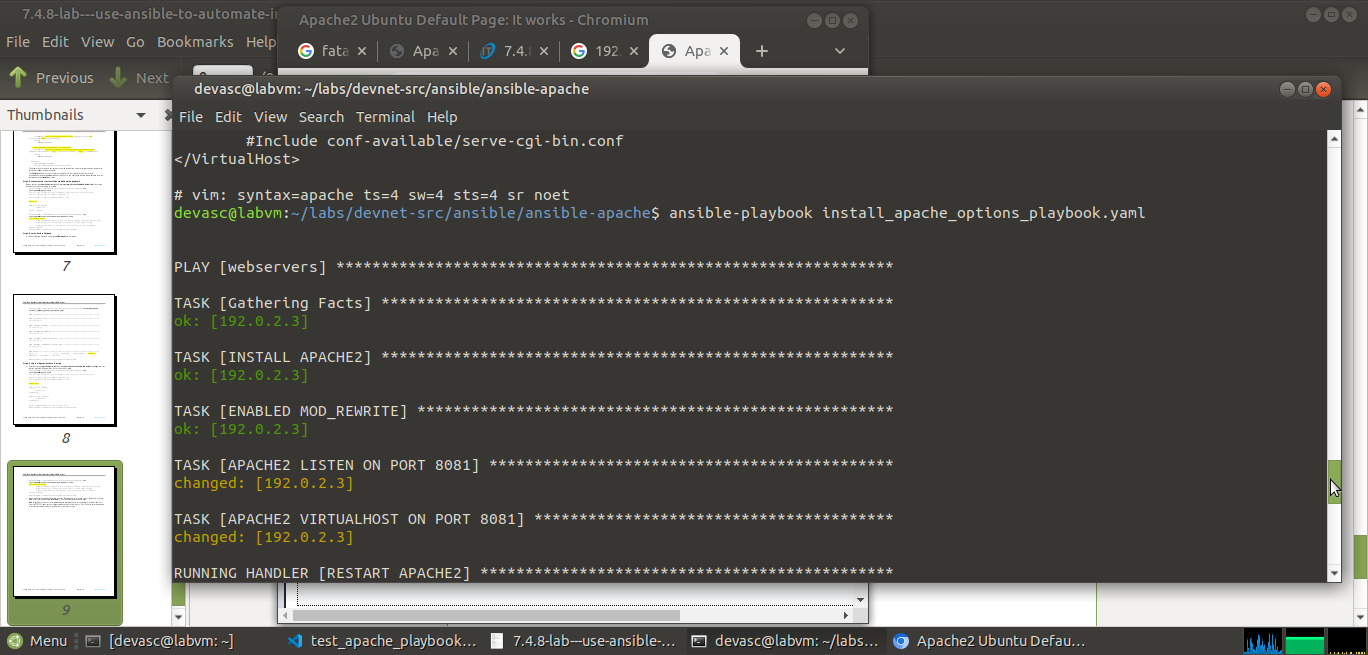 7.4.8-lab---use-ansible-to-automate-i
File Edit View Go Bookmarks Help
Previous Next
Thumbnails
7
8
9
Apache2 Ubuntu Default Page: It works - Chromium
fata Apa 7.4. 192. Apa
devasc@labvm: ~/labs/devnet-src/ansible/ansible-apache
File Edit View Search Terminal Help
#Include conf-available/serve-cgi-bin.conf
</VirtualHost>
# vim: syntax=apache ts=4 sw=4 sts=4 sr noet
devasc@labvm:~/labs/devnet-src/ansible/ansible-apache$ ansible-playbook install_apache_options_playbook.yaml
PLAY [webservers] **************************************************************
TASK [Gathering Facts] *********************************************************
ok: [192.0.2.3]
TASK [INSTALL APACHE2] *********************************************************
ok: [192.0.2.3]
TASK [ENABLED MOD_REWRITE] *****************************************************
ok: [192.0.2.3]
TASK [APACHE2 LISTEN ON PORT 8081] *********************************************
changed: [192.0.2.3]
TASK [APACHE2 VIRTUALHOST ON PORT 8081] ****************************************
changed: [192.0.2.3]
RUNNING HANDLER [RESTART APACHE2] **********************************************
Menu [devasc@labvm: ~] test_apache_playbook... 7.4.8-lab---use-ansible-... devasc@labvm: ~/labs... Apache2 Ubuntu Defau...